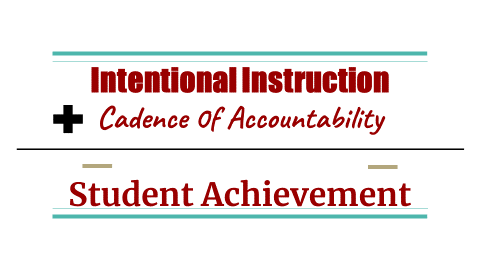 Intentional Instruction
Cadence Of Accountability
Student Achievement